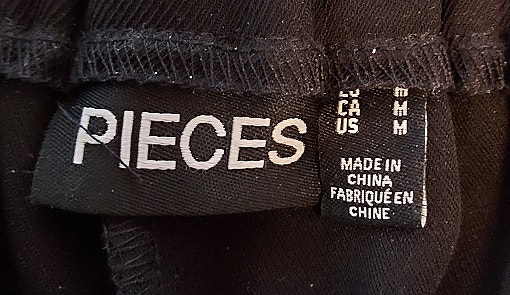 PIECES
CA M
US M
MADE IN
CHINA
FABRIQUÉ EN
CHINE